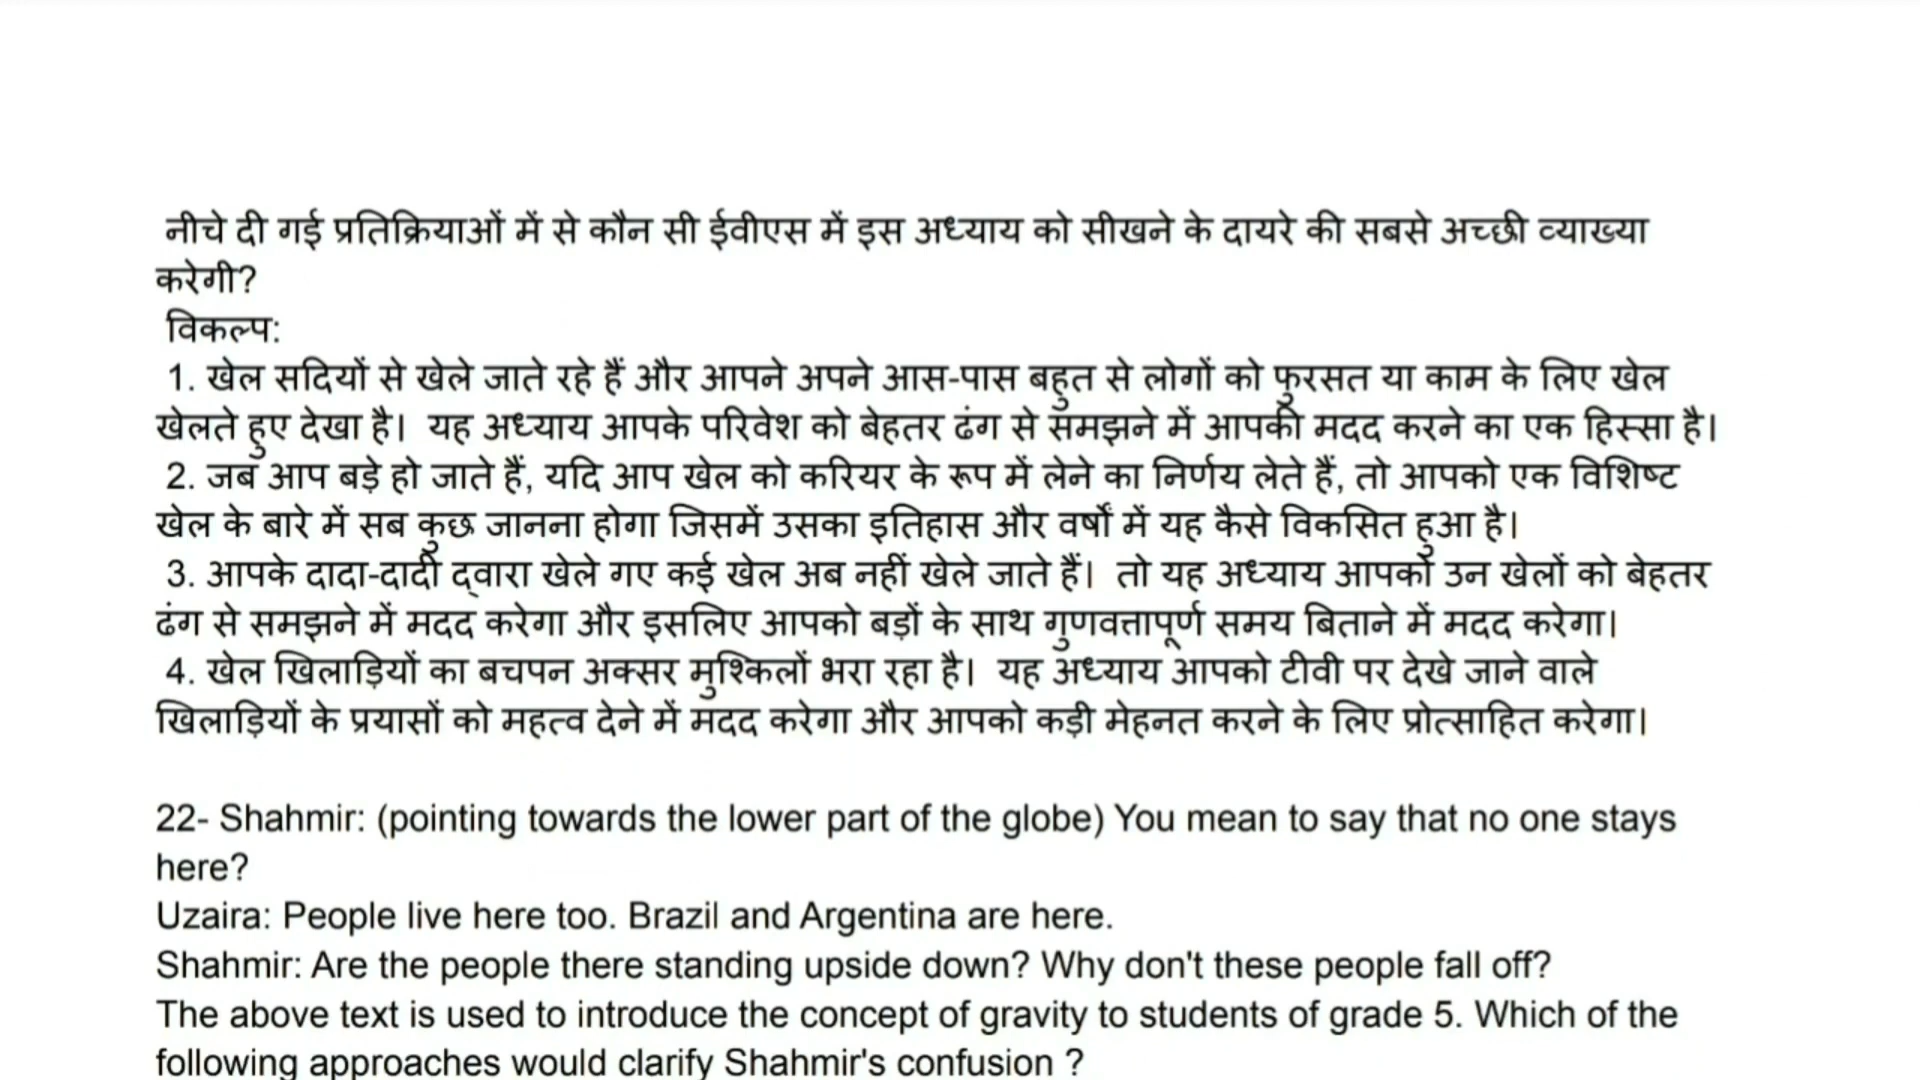 नीचे दी गई प्रतिक्रियाओं में से कौन सी ईवीएस में इस अध्याय को सीखने के दायरे की सबसे अच्छी व्याख्या
करेगी?
विकल्प:
1. खेल सदियों से खेले जाते रहे हैं और आपने अपने आस-पास बहुत से लोगों को फुरसत या काम के लिए खेल
खेलते हुए देखा है। यह अध्याय आपके परिवेश को बेहतर ढंग से समझने में आपकी मदद करने का एक हिस्सा है।
2. जब आप बड़े हो जाते हैं, यदि आप खेल को करियर के रूप में लेने का निर्णय लेते हैं, तो आपको एक विशिष्ट
खेल के बारे में सब कुछ जानना होगा जिसमें उसका इतिहास और वर्षों में यह कैसे विकसित हुआ है।
3. आपके दादा-दादी द्वारा खेले गए कई खेल अब नहीं खेले जाते हैं। तो यह अध्याय आपको उन खेलों को बेहतर
ढंग से समझने में मदद करेगा और इसलिए आपको बड़ों के साथ गुणवत्तापूर्ण समय बिताने में मदद करेगा।
4. खेल खिलाड़ियों का बचपन अक्सर मुश्किलों भरा रहा है। यह अध्याय आपको टीवी पर देखे जाने वाले
खिलाड़ियों के प्रयासों को महत्व देने में मदद करेगा और आपको कड़ी मेहनत करने के लिए प्रोत्साहित करेगा।
22- Shahmir: (pointing towards the lower part of the globe) You mean to say that no one stays
here?
Uzaira: People live here too. Brazil and Argentina are here.
Shahmir: Are the people there standing upside down? Why don't these people fall off?
The above text is used to introduce the concept of gravity to students of grade 5. Which of the
following approaches would clarify Shahmir's confusion ?